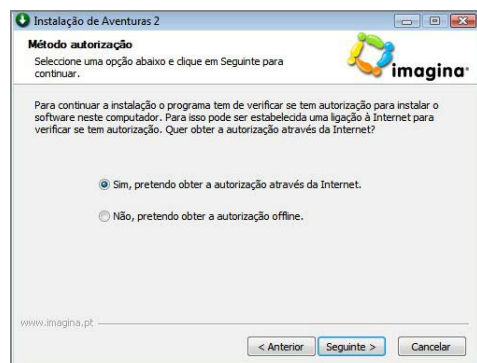 Instalação de Aventuras 2
Método autorização
Seleccione uma opção abaixo e clique em Seguinte para
continuar.
imagina
Para continuar a instalação o programa tem de verificar se tem autorização para instalar o
software neste computador. Para isso pode ser estabelecida uma ligação à Internet para
verificar se tem autorização. Quer obter a autorização através da Internet?
Sim, pretendo obter a autorização através da Internet.
Não, pretendo obter a autorização offline.
www.imagina.pt
< Anterior
Seguinte >
Cancelar